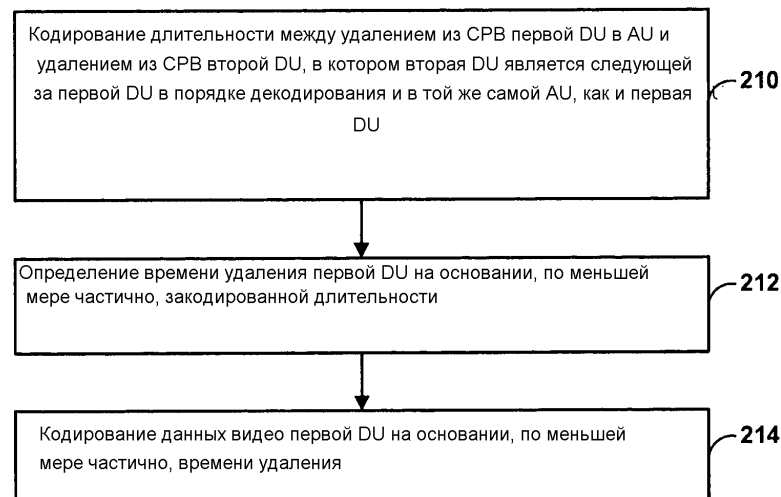 Кодирование длительности между удалением из CPB первой DU в AU и
удалением из CPB второй DU, в котором вторая DU является следующей
за первой DU в порядке декодирования и в той же самой AU, как и первая
DU
210
Определение времени удаления первой DU на основании, по меньшей
мере частично, закодированной длительности
212
Кодирование данных видео первой DU на основании, по меньшей
мере частично, времени удаления
214